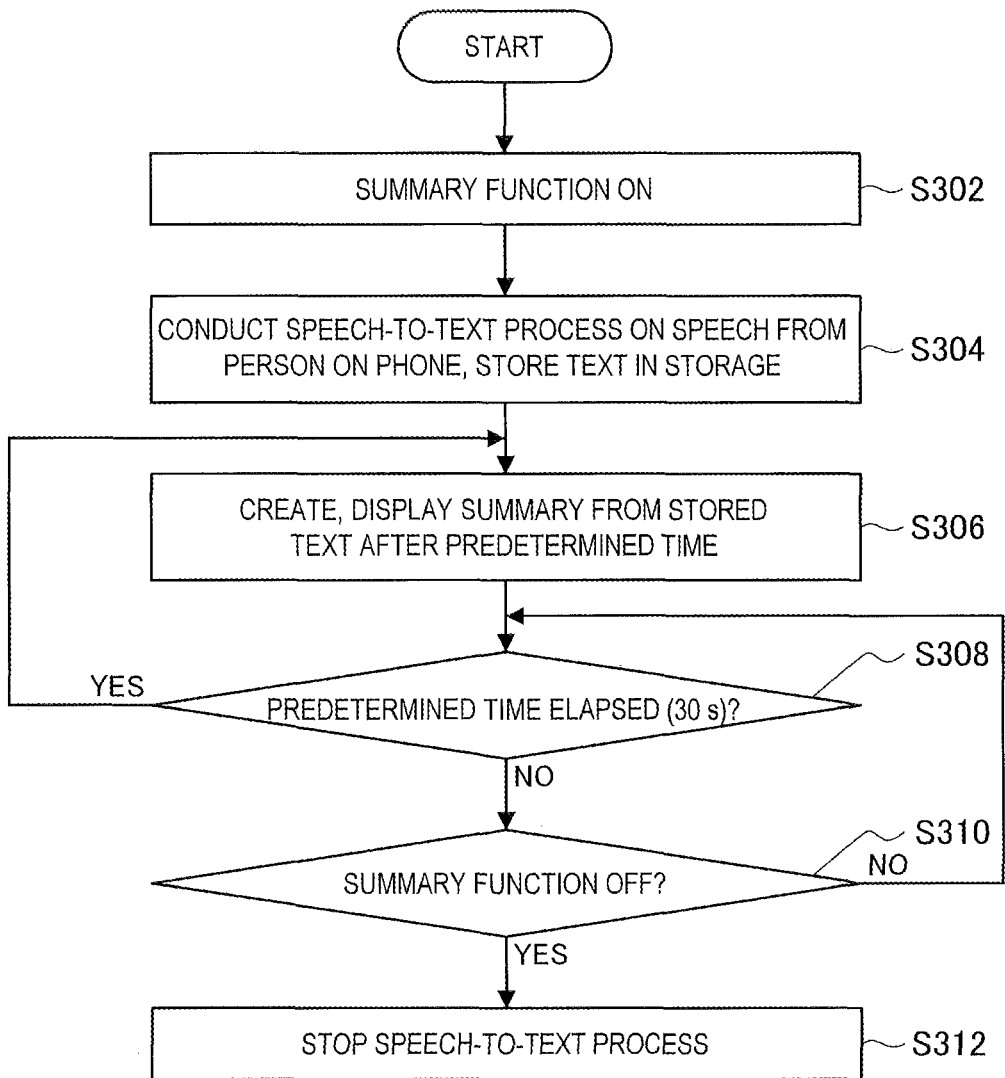 START
SUMMARY FUNCTION ON
S302
CONDUCT SPEECH-TO-TEXT PROCESS ON SPEECH FROM
PERSON ON PHONE, STORE TEXT IN STORAGE
S304
CREATE, DISPLAY SUMMARY FROM STORED
TEXT AFTER PREDETERMINED TIME
S306
S308
YES
PREDETERMINED TIME ELAPSED (30 s)?
NO
S310
SUMMARY FUNCTION OFF?
NO
YES
STOP SPEECH-TO-TEXT PROCESS
S312